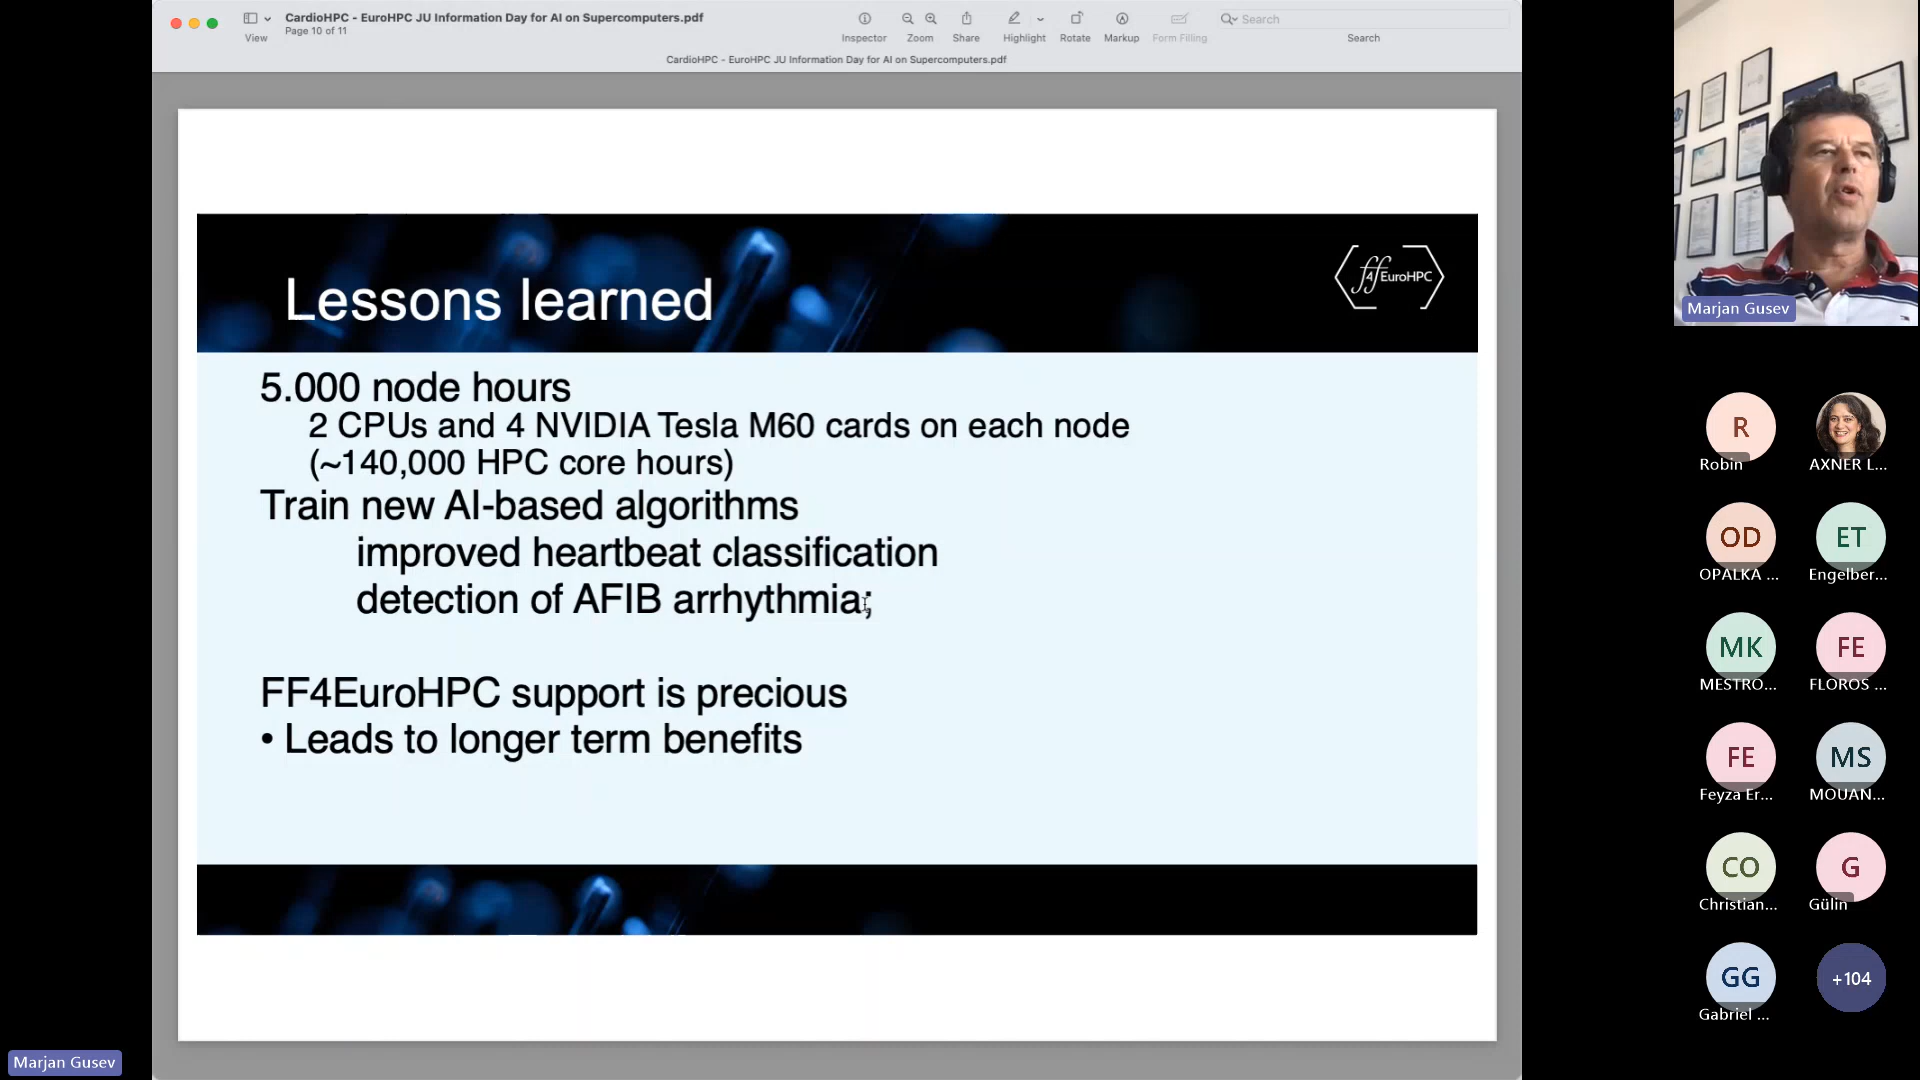 CardioHPC - EuroHPC JU Information Day for AI on Supercomputers.pdf
Page 10 of 11
View
Inspector
Zoom
Share
Highlight
Rotate
Markup
Form Filling
Search
Search
CardioHPC - EuroHPC JU Information Day for AI on Supercomputers.pdf
Lessons learned
ff4EuroHPC
5.000 node hours
2 CPUs and 4 NVIDIA Tesla M60 cards on each node
(~140,000 HPC core hours)
Train new AI-based algorithms
improved heartbeat classification
detection of AFIB arrhythmia;
FF4EuroHPC support is precious
• Leads to longer term benefits
Marjan Gusev
R
Robin
AXNER L...
OD
OPALKA ...
ET
Engelber...
MK
MESTRO...
FE
FLOROS ...
FE
Feyza Er...
MS
MOUAN...
CO
Christian...
G
Gülin
GG
Gabriel ...
+104
Marjan Gusev